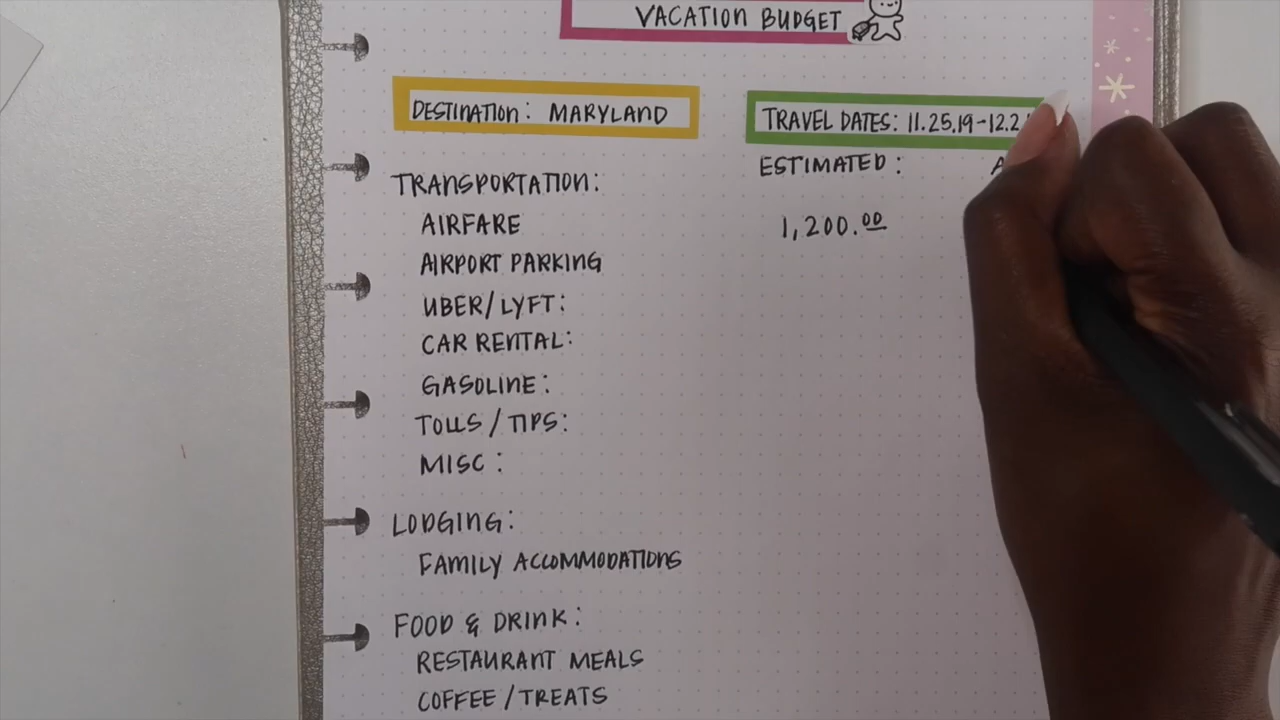 VACATION BUDGET
DESTINATION: MARYLAND
TRAVEL DATES: 11.25.19-12.2
ESTIMATED:
TRANSPORTATION:
AIRFARE 1,200.00
AIRPORT PARKING
UBER/LYFT:
CAR RENTAL:
GASOLINE:
TOLLS/TIPS:
MISC:
LODGING:
FAMILY ACCOMMODATIONS
FOOD & DRINK:
RESTAURANT MEALS
COFFEE/TREATS